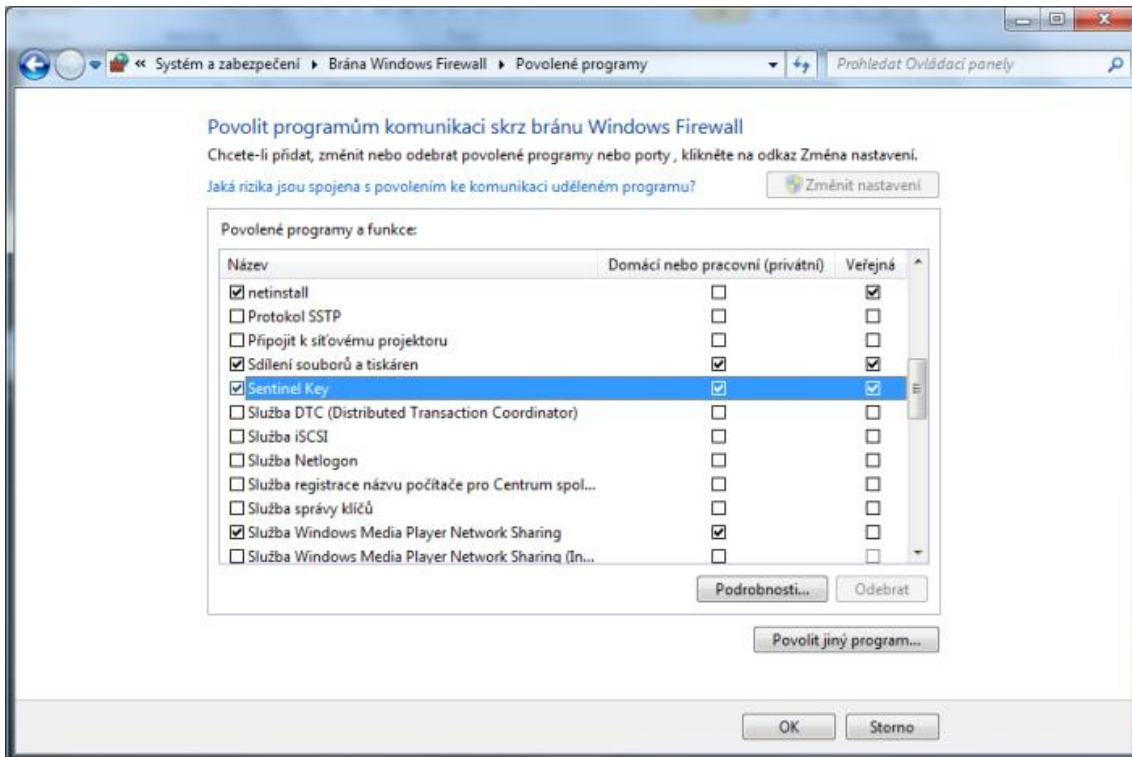 « Systém a zabezpečení ▸ Brána Windows Firewall ▸ Povolené programy
Prohledat Ovládací panely
Povolit programům komunikaci skrz bránu Windows Firewall
Chcete-li přidat, změnit nebo odebrat povolené programy nebo porty , klikněte na odkaz Změna nastavení.
Jaká rizika jsou spojena s povolením ke komunikaci uděleném programu?
Změnit nastavení
Povolené programy a funkce:
Název Domácí nebo pracovní (privátní) Veřejná
netinstall
Protokol SSTP
Připojit k síťovému projektoru
Sdílení souborů a tiskáren
Sentinel Key
Služba DTC (Distributed Transaction Coordinator)
Služba iSCSI
Služba Netlogon
Služba registrace názvu počítače pro Centrum spol...
Služba správy klíčů
Služba Windows Media Player Network Sharing
Služba Windows Media Player Network Sharing (In...
Podrobnosti... Odebrat
Povolit jiný program...
OK Storno